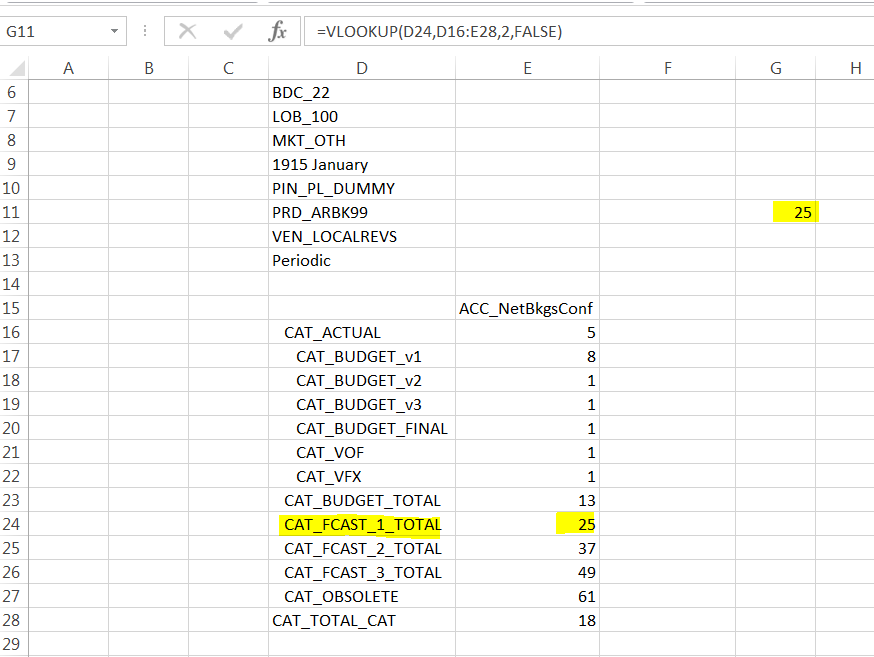 G11 fx =VLOOKUP(D24,D16:E28,2,FALSE)
A B C D E F G H
6 BDC_22
7 LOB_100
8 MKT_OTH
9 1915 January
10 PIN_PL_DUMMY
11 PRD_ARBK99 25
12 VEN_LOCALREVS
13 Periodic
14
15 ACC_NetBkgsConf
16 CAT_ACTUAL 5
17 CAT_BUDGET_v1 8
18 CAT_BUDGET_v2 1
19 CAT_BUDGET_v3 1
20 CAT_BUDGET_FINAL 1
21 CAT_VOF 1
22 CAT_VFX 1
23 CAT_BUDGET_TOTAL 13
24 CAT_FCAST_1_TOTAL 25
25 CAT_FCAST_2_TOTAL 37
26 CAT_FCAST_3_TOTAL 49
27 CAT_OBSOLETE 61
28 CAT_TOTAL_CAT 18
29